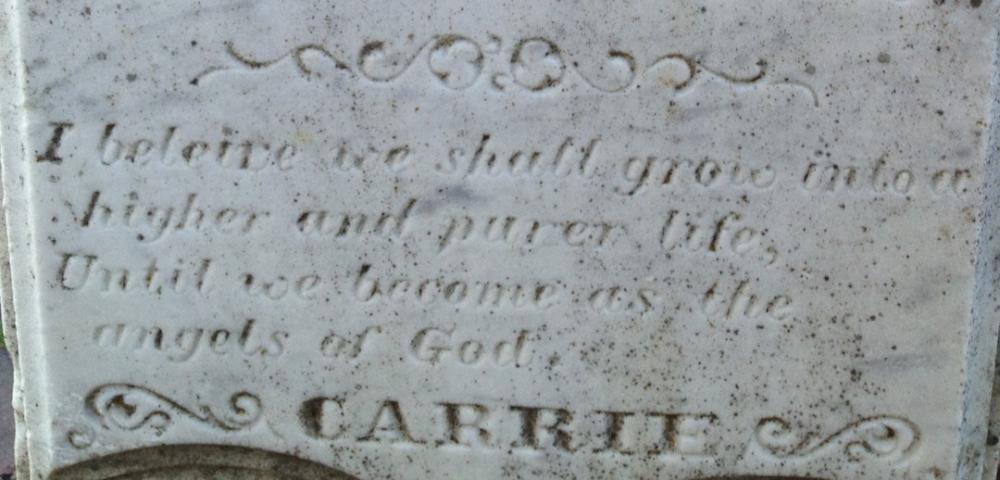 I beleive we shall grow into a
higher and purer life,
Until we become as the
angels of God.
CARRIE